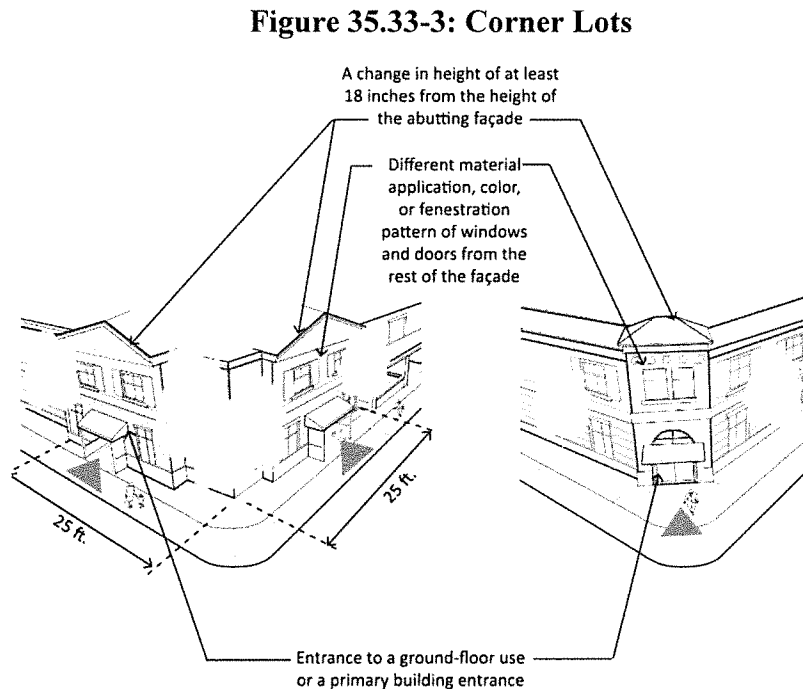 Figure 35.33-3: Corner Lots
A change in height of at least
18 inches from the height of
the abutting façade
Different material
application, color,
or fenestration
pattern of windows
and doors from the
rest of the façade
25 ft.
25 ft.
Entrance to a ground-floor use
or a primary building entrance